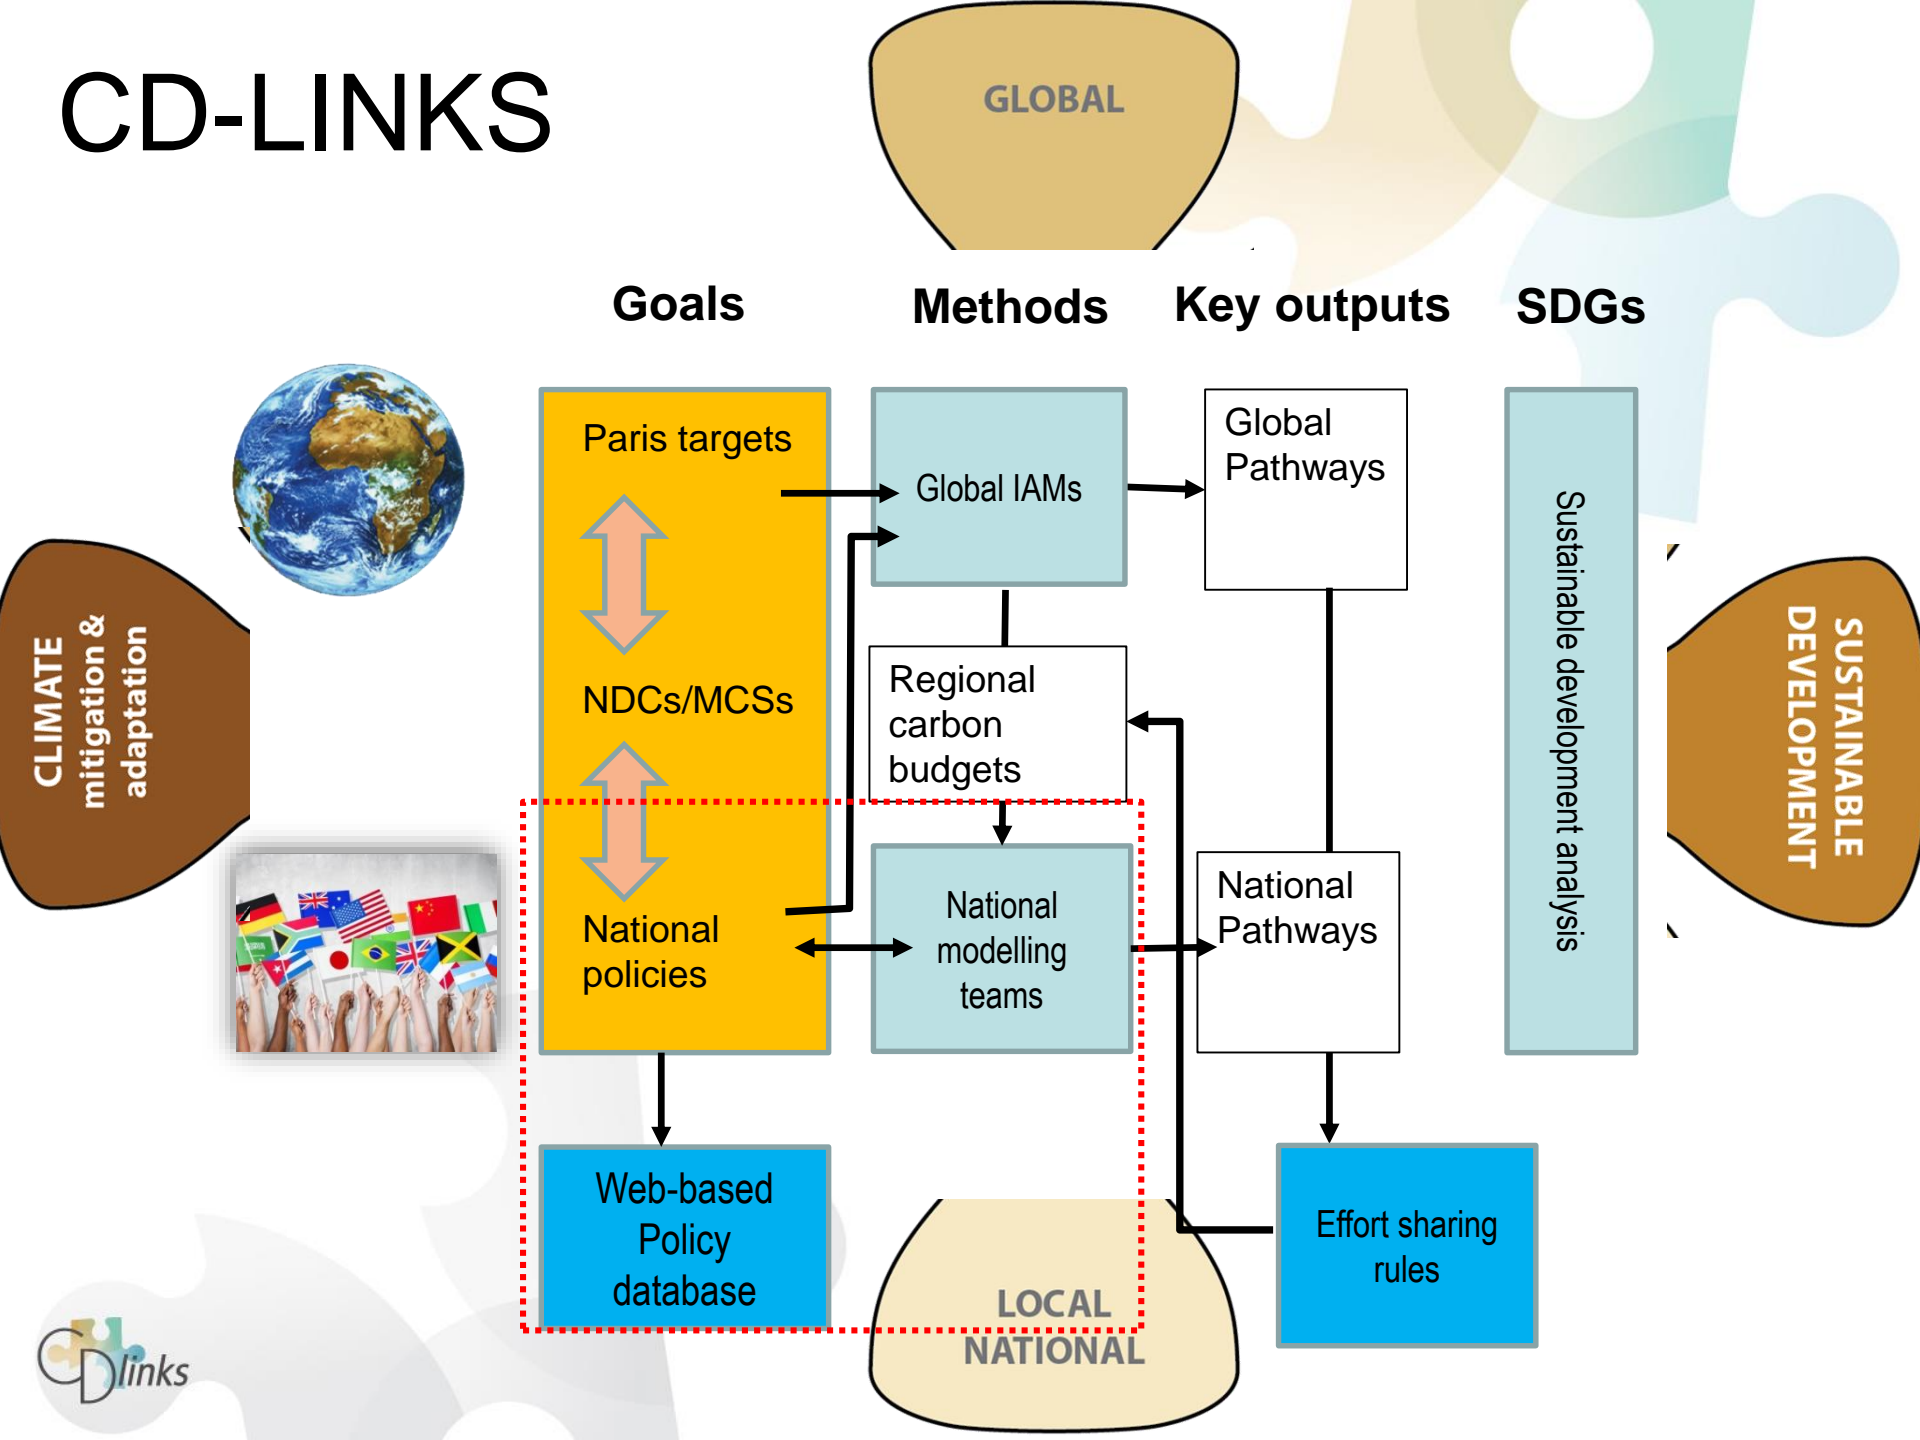 CD-LINKS
GLOBAL
Goals
Methods
Key outputs
SDGs
Paris targets
Global IAMs
Global
Pathways
NDCs/MCSs
Regional
carbon
budgets
National
policies
National
modelling
teams
National
Pathways
Sustainable development analysis
CLIMATE
mitigation &
adaptation
SUSTAINABLE
DEVELOPMENT
Web-based
Policy
database
Effort sharing
rules
LOCAL
NATIONAL
CDlinks